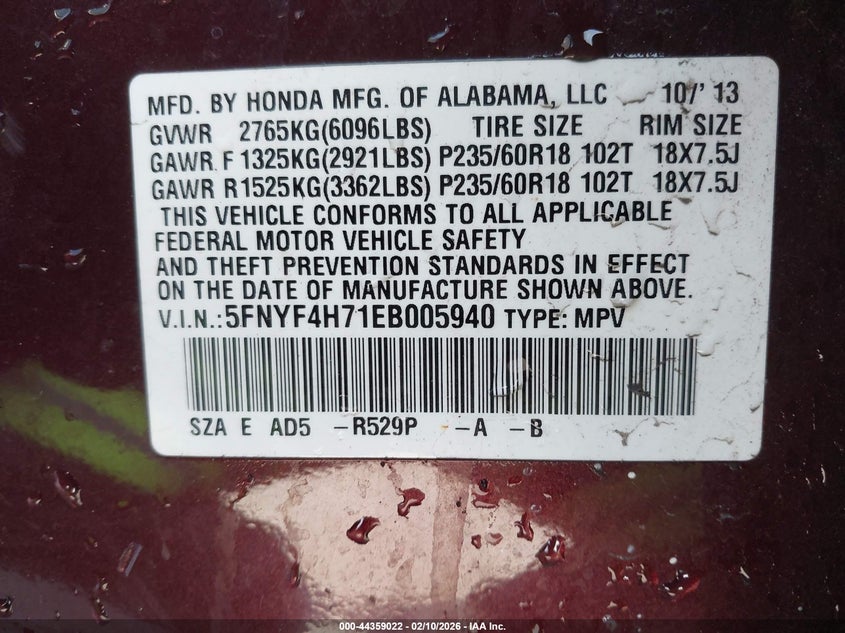 MFD. BY HONDA MFG. OF ALABAMA, LLC 10/'13
GVWR 2765KG(6096LBS) TIRE SIZE RIM SIZE
GAWR F 1325KG(2921LBS) P235/60R18 102T 18X7.5J
GAWR R1525KG(3362LBS) P235/60R18 102T 18X7.5J
THIS VEHICLE CONFORMS TO ALL APPLICABLE
FEDERAL MOTOR VEHICLE SAFETY
AND THEFT PREVENTION STANDARDS IN EFFECT
ON THE DATE OF MANUFACTURE SHOWN ABOVE.
V.I.N.:5FNYF4H71EB005940 TYPE: MPV
SZA E AD5 -R529P -A -B
000-44359022 - 02/10/2026 - IAA Inc.